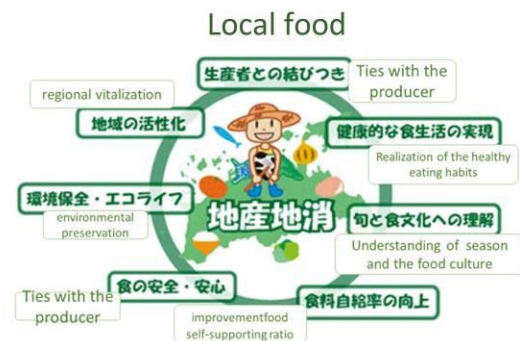 Local food
生産者との結びつき
Ties with the
producer
regional vitalization
地域の活性化
健康的な食生活の実現
Realization of the healthy
eating habits
環境保全・エコライフ
environmental
preservation
地産地消
旬と食文化への理解
Understanding of season
and the food culture
食の安全・安心
Ties with the
producer
食料自給率の向上
improvementfood
self-supporting ratio